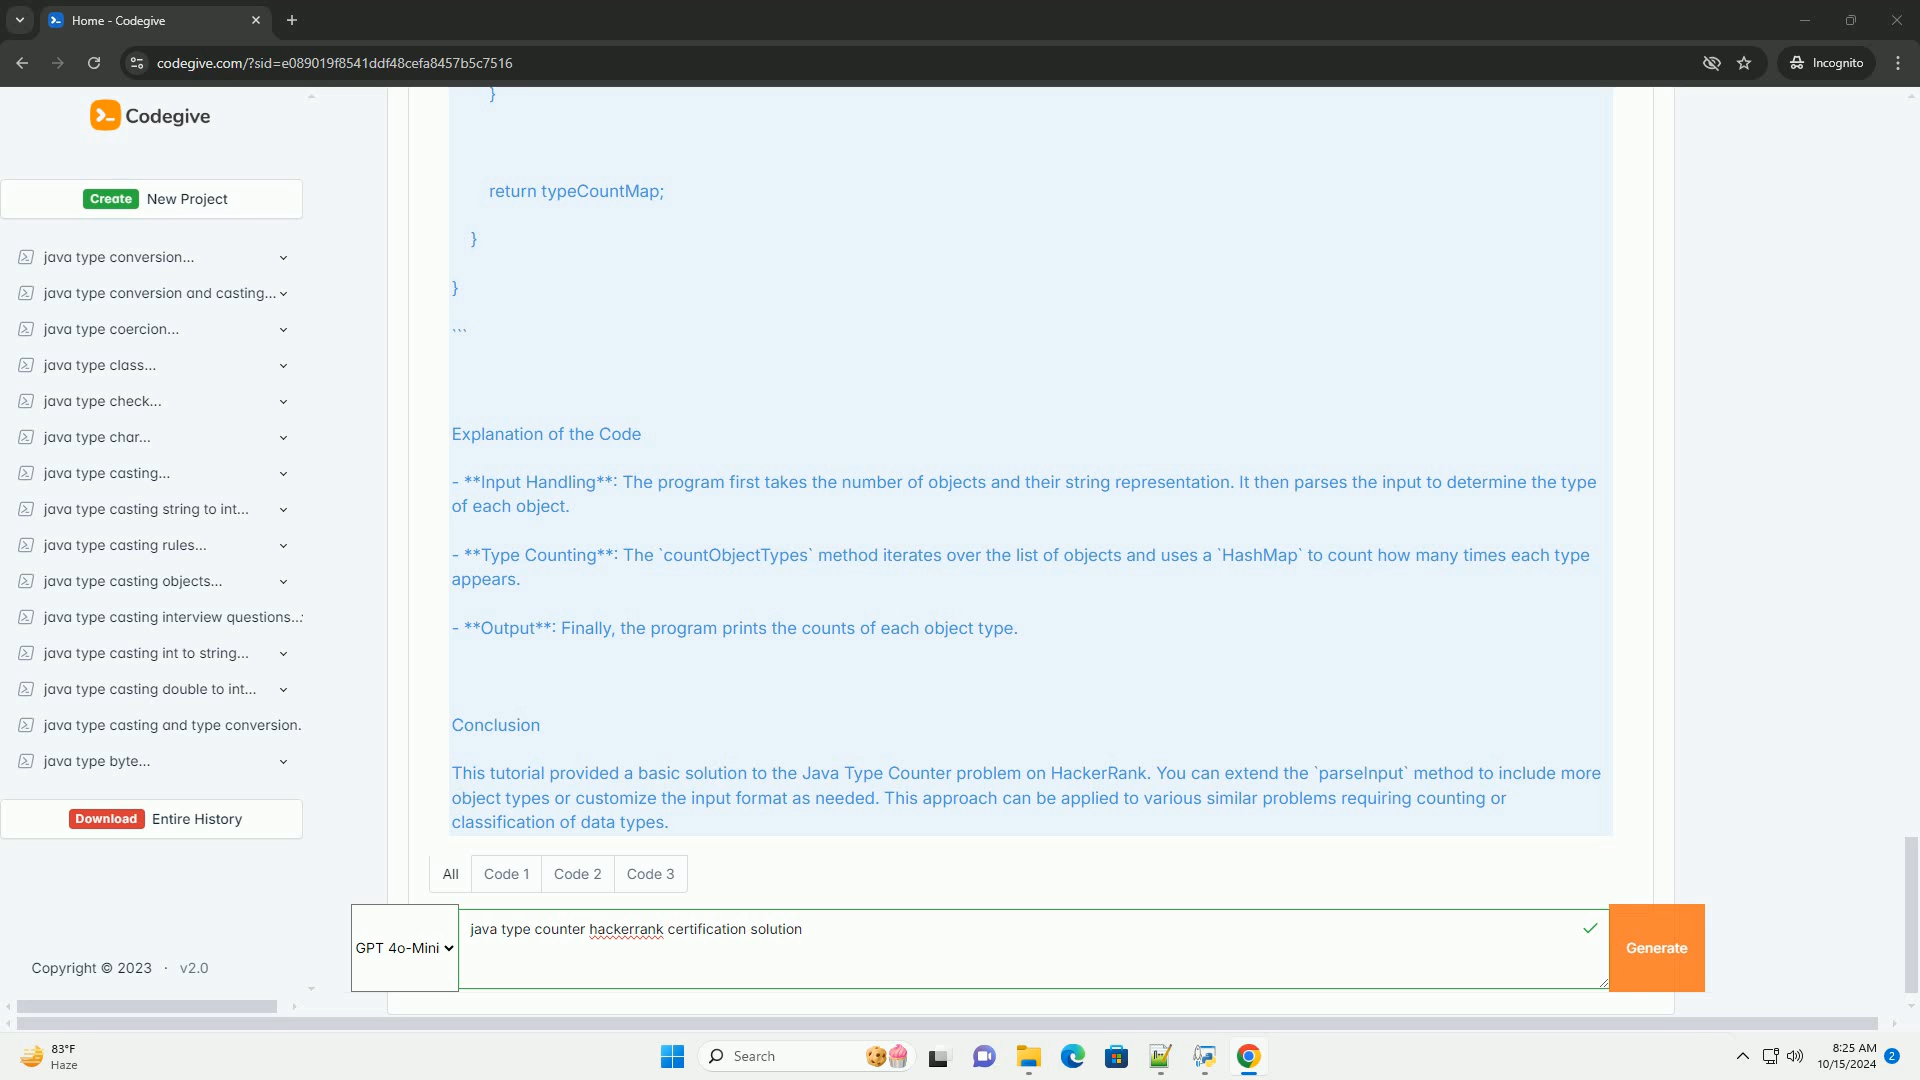 Home - Codegive
codegive.com/?sid=e089019f8541ddf48cefa8457b5c7516
Incognito
Codegive
Create New Project
java type conversion...
java type conversion and casting...
java type coercion...
java type class...
java type check...
java type char...
java type casting...
java type casting string to int...
java type casting rules...
java type casting objects...
java type casting interview questions...
java type casting int to string...
java type casting double to int...
java type casting and type conversion.
java type byte...
Download Entire History
Copyright © 2023 · v2.0
}
return typeCountMap;
}
}
```
Explanation of the Code
- **Input Handling**: The program first takes the number of objects and their string representation. It then parses the input to determine the type
of each object.
- **Type Counting**: The `countObjectTypes` method iterates over the list of objects and uses a `HashMap` to count how many times each type
appears.
- **Output**: Finally, the program prints the counts of each object type.
Conclusion
This tutorial provided a basic solution to the Java Type Counter problem on HackerRank. You can extend the `parseInput` method to include more
object types or customize the input format as needed. This approach can be applied to various similar problems requiring counting or
classification of data types.
All Code 1 Code 2 Code 3
GPT 4o-Mini
java type counter hackerrank certification solution
Generate
83°F
Haze
Search
8:25 AM
10/15/2024
2